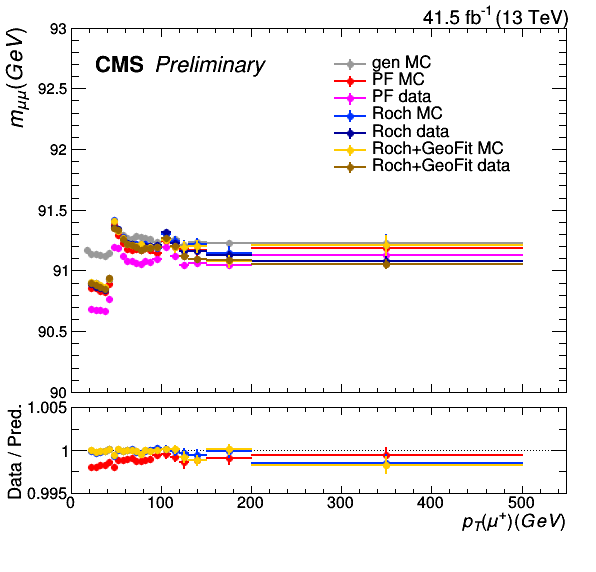 41.5 fb⁻¹ (13 TeV)
CMS Preliminary
gen MC
PF MC
PF data
Roch MC
Roch data
Roch+GeoFit MC
Roch+GeoFit data
m_μμ (GeV)
93
92.5
92
91.5
91
90.5
90
Data / Pred.
1.005
1
0.995
0 100 200 300 400 500
p_T(μ⁺)(GeV)